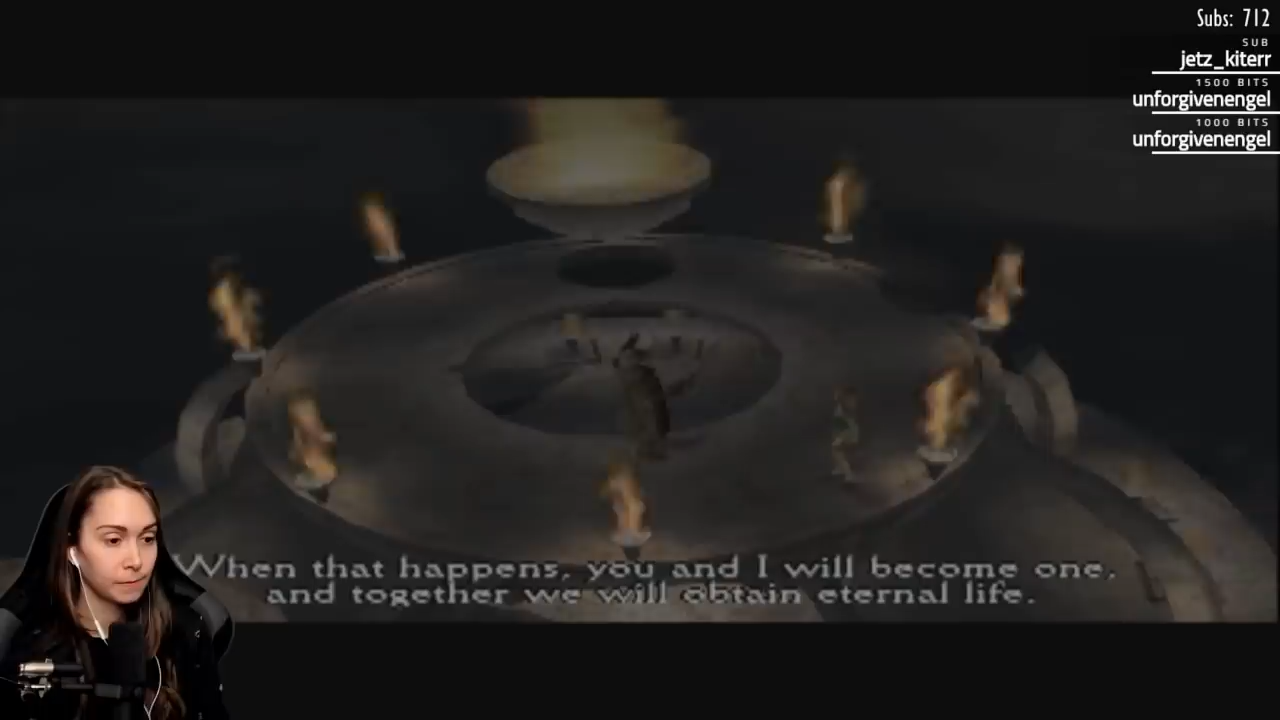 Subs: 712
SUB
jetz_kiterr
1500 BITS
unforgivenengel
1000 BITS
unforgivenengel
When that happens, you and I will become one,
and together we will obtain eternal life.